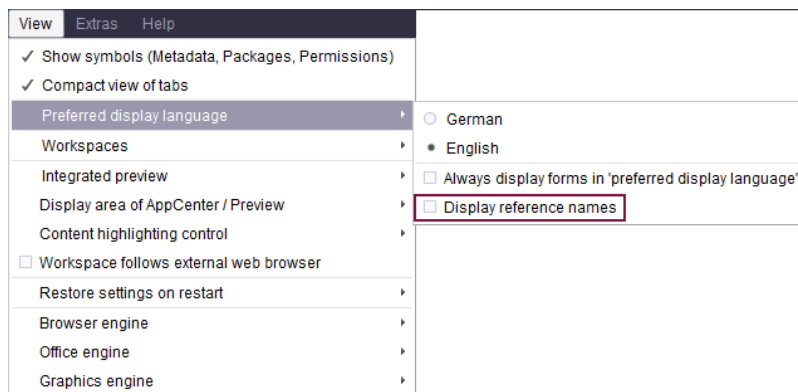 View Extras Help
Show symbols (Metadata, Packages, Permissions)
Compact view of tabs
Preferred display language
Workspaces
Integrated preview
Display area of AppCenter / Preview
Content highlighting control
Workspace follows external web browser
Restore settings on restart
Browser engine
Office engine
Graphics engine
German
English
Always display forms in 'preferred display language'
Display reference names